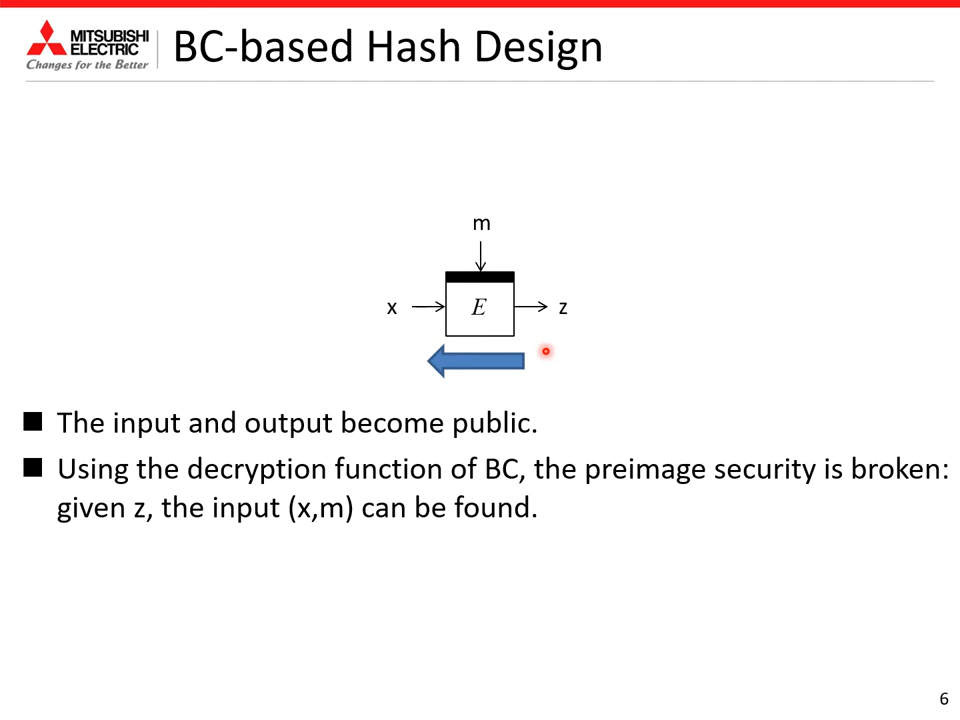 MITSUBISHI
ELECTRIC
Changes for the Better
BC-based Hash Design
m
x
E
z
■ The input and output become public.
■ Using the decryption function of BC, the preimage security is broken:
given z, the input (x,m) can be found.
6